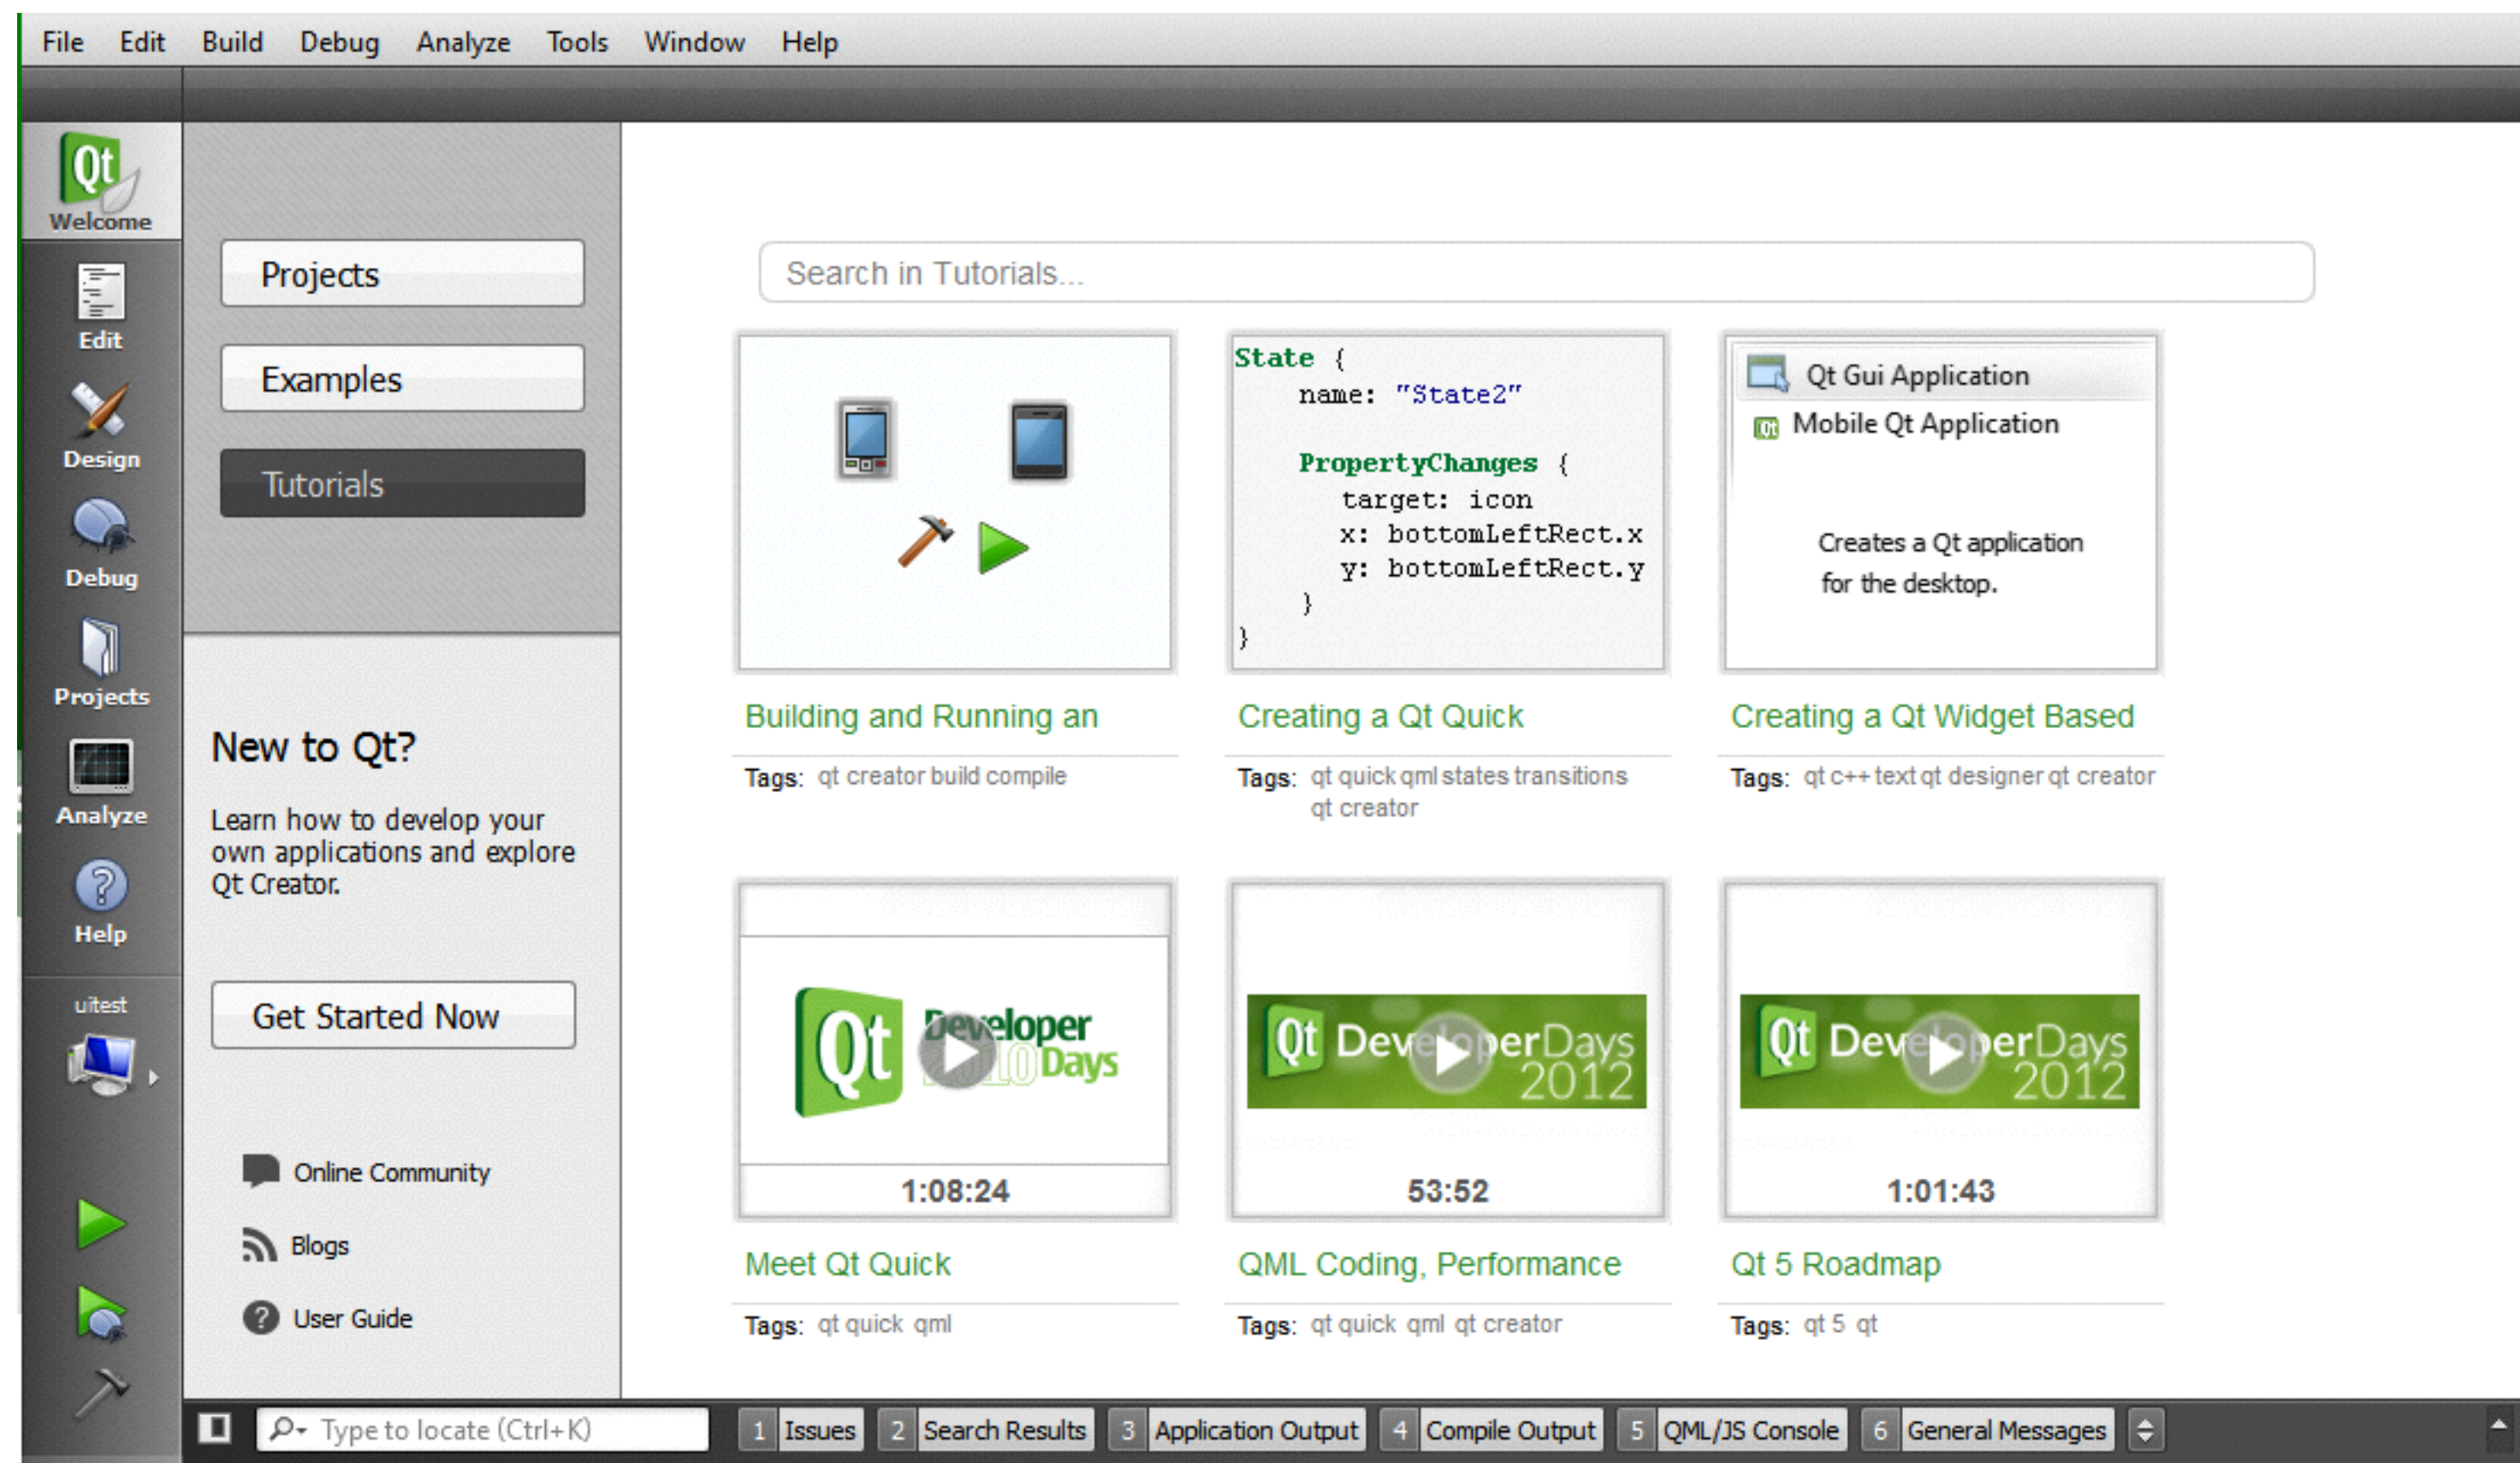 File Edit Build Debug Analyze Tools Window Help
Qt
Welcome
Edit
Design
Debug
Projects
Analyze
Help
uitest
Projects
Examples
Tutorials
New to Qt?
Learn how to develop your
own applications and explore
Qt Creator.
Get Started Now
Online Community
Blogs
User Guide
Search in Tutorials...
State {
name: "State2"
PropertyChanges {
target: icon
x: bottomLeftRect.x
y: bottomLeftRect.y
}
}
Qt Gui Application
Qt Mobile Qt Application
Creates a Qt application
for the desktop.
Building and Running an
Tags: qt creator build compile
Creating a Qt Quick
Tags: qt quick qml states transitions
qt creator
Creating a Qt Widget Based
Tags: qt c++ text qt designer qt creator
Qt Developer
Days
1:08:24
Meet Qt Quick
Tags: qt quick qml
Qt DeveloperDays
2012
53:52
QML Coding, Performance
Tags: qt quick qml qt creator
Qt DeveloperDays
2012
1:01:43
Qt 5 Roadmap
Tags: qt 5 qt
Type to locate (Ctrl+K)
1 Issues 2 Search Results 3 Application Output 4 Compile Output 5 QML/JS Console 6 General Messages